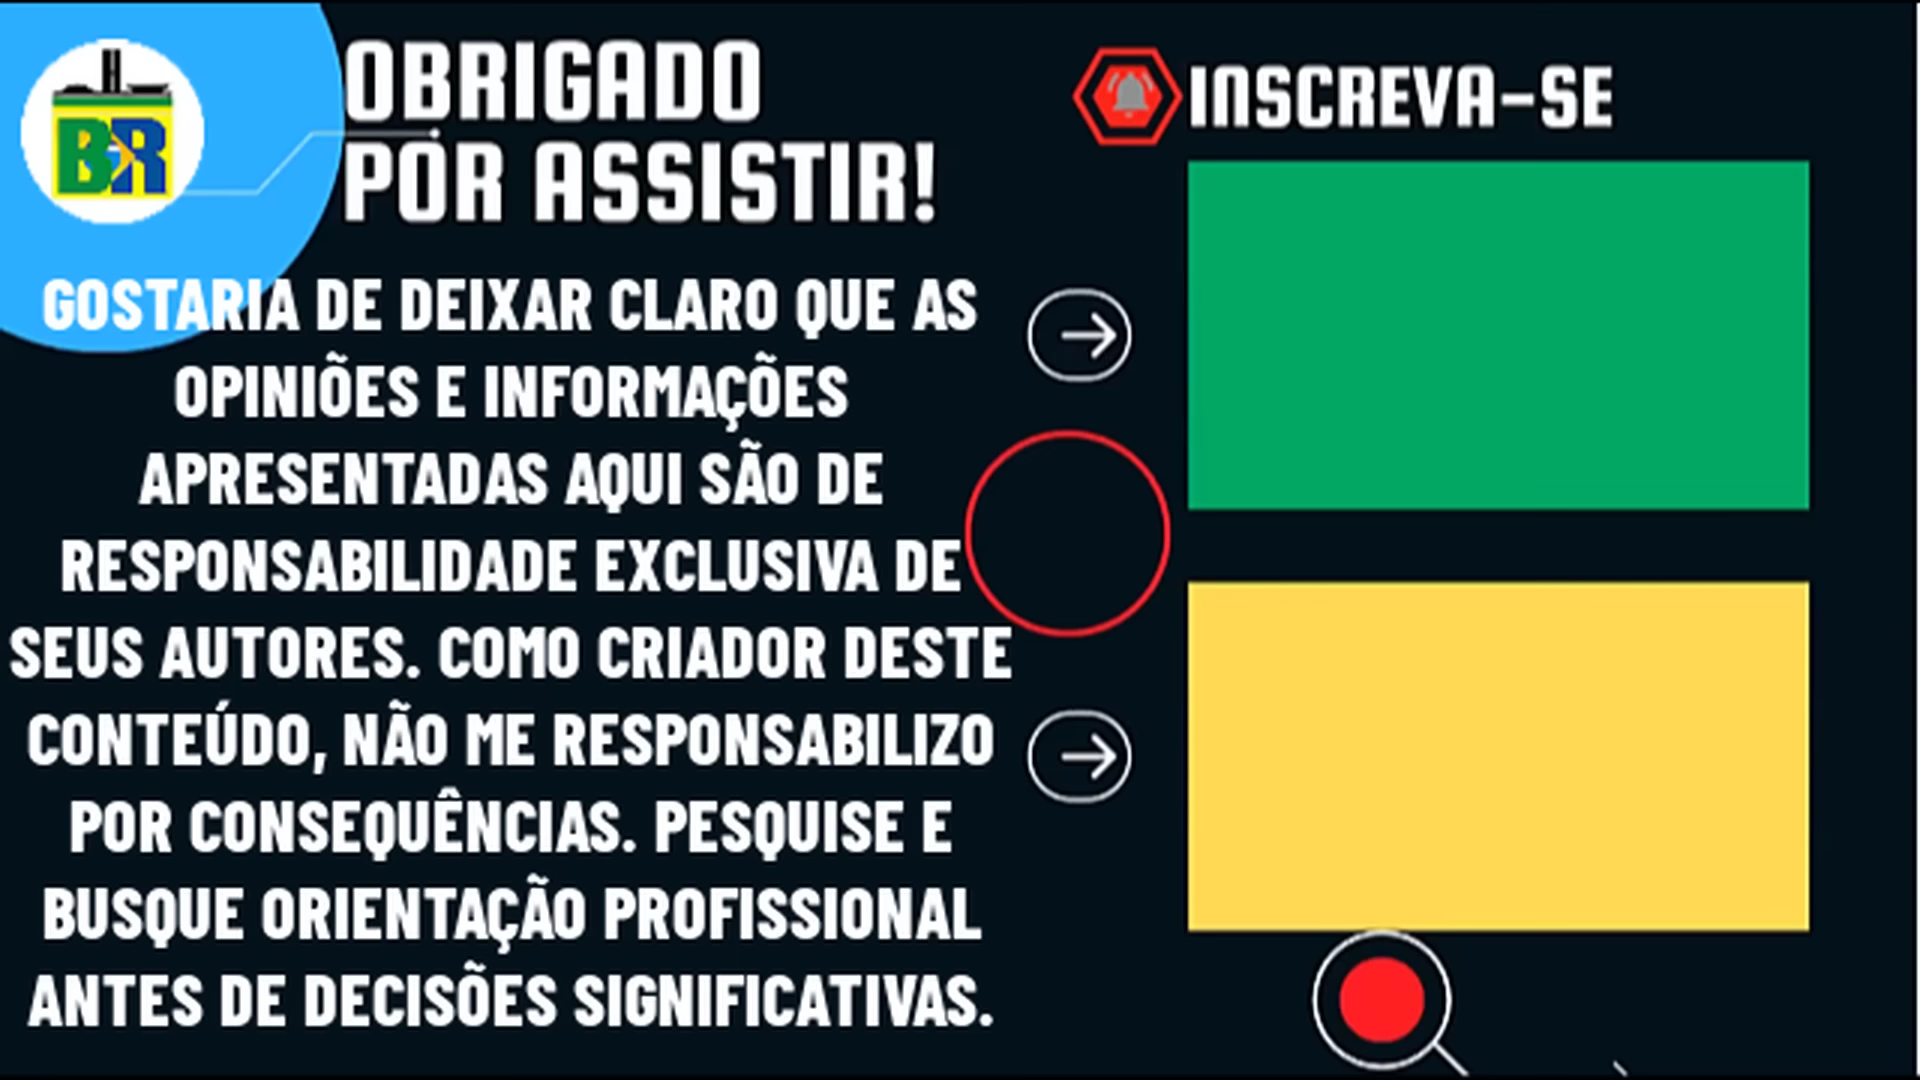 BR
OBRIGADO
POR ASSISTIR!
INSCREVA-SE
GOSTARIA DE DEIXAR CLARO QUE AS
OPINIÕES E INFORMAÇÕES
APRESENTADAS AQUI SÃO DE
RESPONSABILIDADE EXCLUSIVA DE
SEUS AUTORES. COMO CRIADOR DESTE
CONTEÚDO, NÃO ME RESPONSABILIZO
POR CONSEQUÊNCIAS. PESQUISE E
BUSQUE ORIENTAÇÃO PROFISSIONAL
ANTES DE DECISÕES SIGNIFICATIVAS.